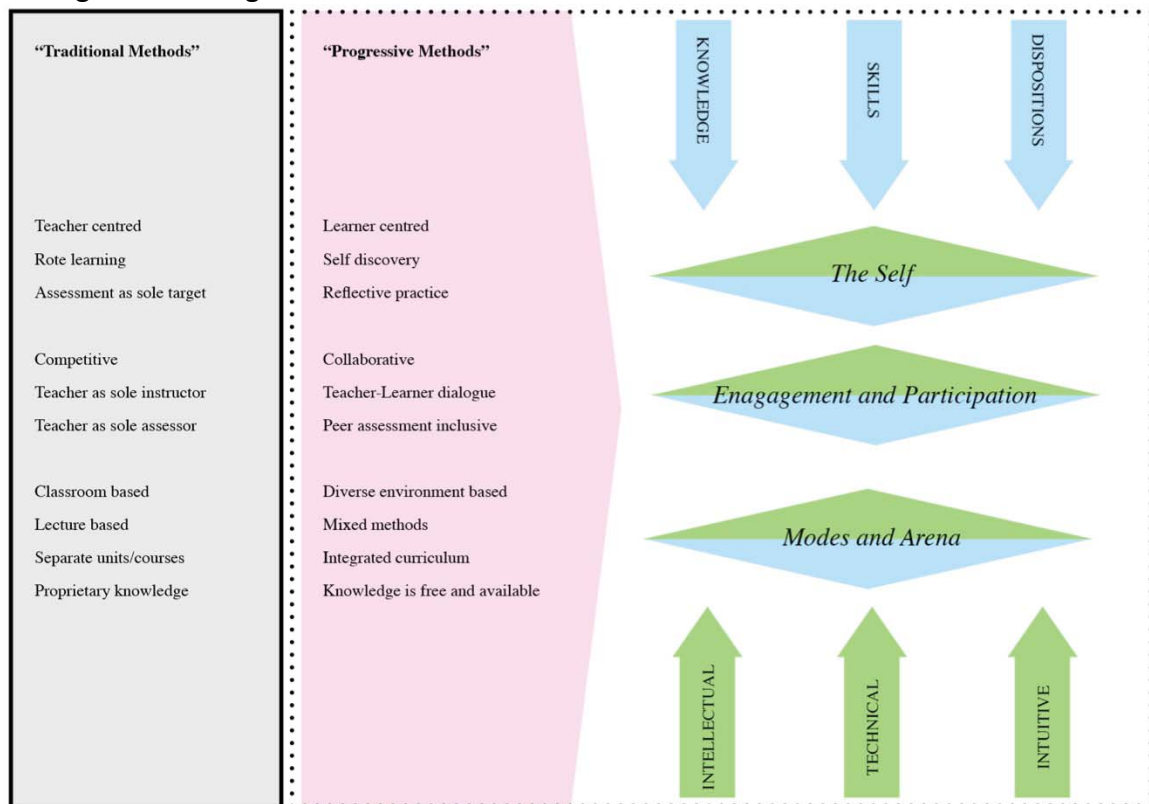 “Traditional Methods”
Teacher centred
Rote learning
Assessment as sole target
Competitive
Teacher as sole instructor
Teacher as sole assessor
Classroom based
Lecture based
Separate units/courses
Proprietary knowledge
“Progressive Methods”
Learner centred
Self discovery
Reflective practice
Collaborative
Teacher-Learner dialogue
Peer assessment inclusive
Diverse environment based
Mixed methods
Integrated curriculum
Knowledge is free and available
KNOWLEDGE
SKILLS
DISPOSITIONS
The Self
Enagagement and Participation
Modes and Arena
INTELLECTUAL
TECHNICAL
INTUITIVE